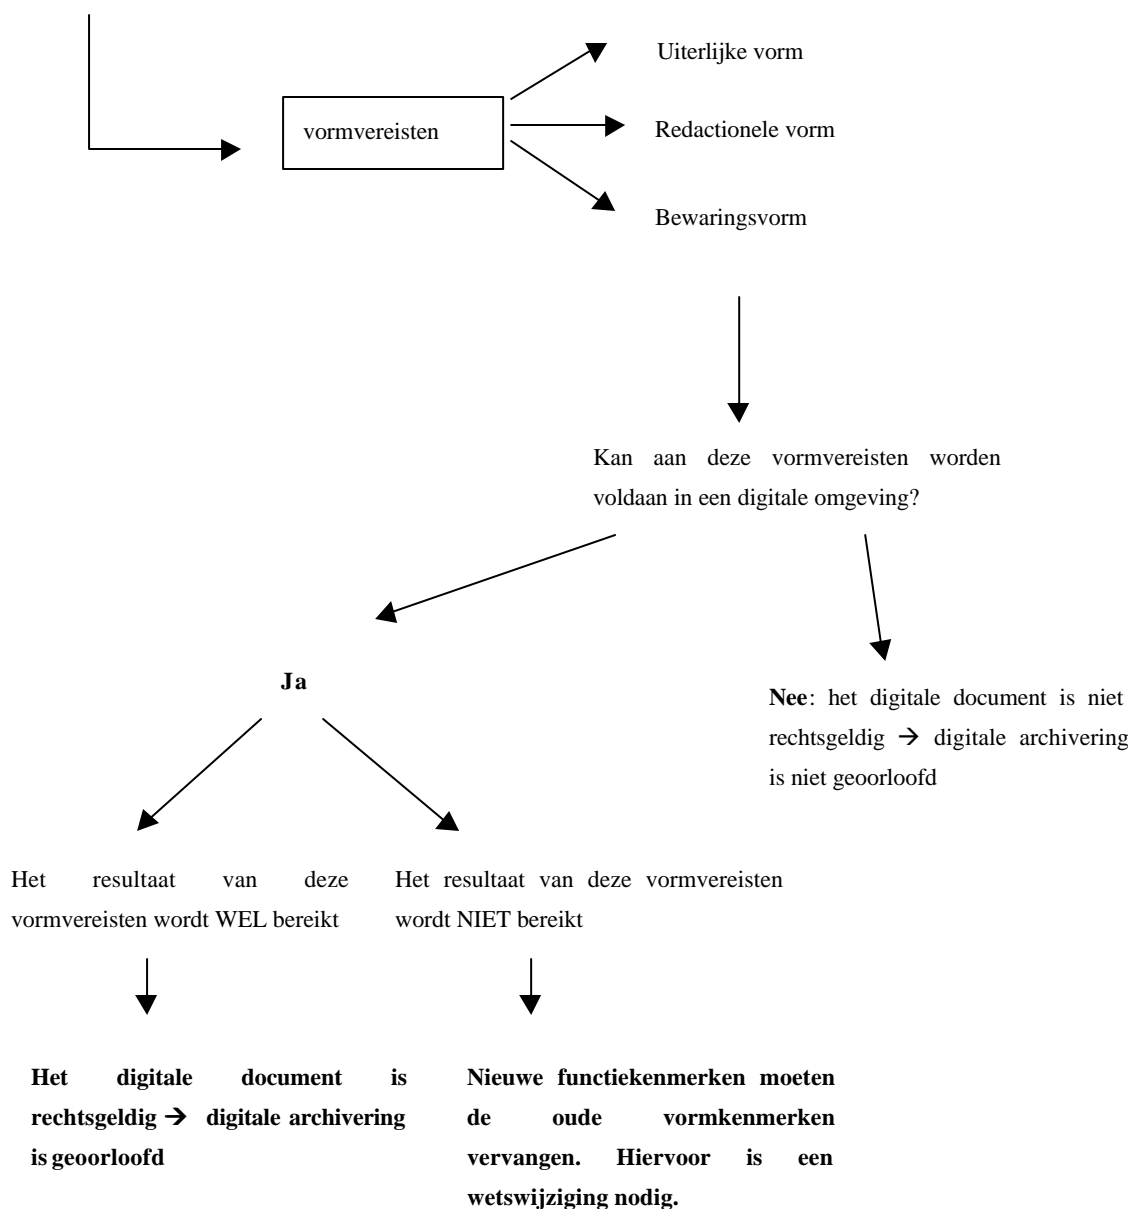 Uiterlijke vorm
vormvereisten
Redactionele vorm
Bewaringsvorm
Kan aan deze vormvereisten worden
voldaan in een digitale omgeving?
Ja
Nee: het digitale document is niet
rechtsgeldig → digitale archivering
is niet geoorloofd
Het resultaat van deze
vormvereisten wordt WEL bereikt
Het resultaat van deze vormvereisten
wordt NIET bereikt
Het digitale document is
rechtsgeldig → digitale archivering
is geoorloofd
Nieuwe functiekenmerken moeten
de oude vormkenmerken
vervangen. Hiervoor is een
wetswijziging nodig.